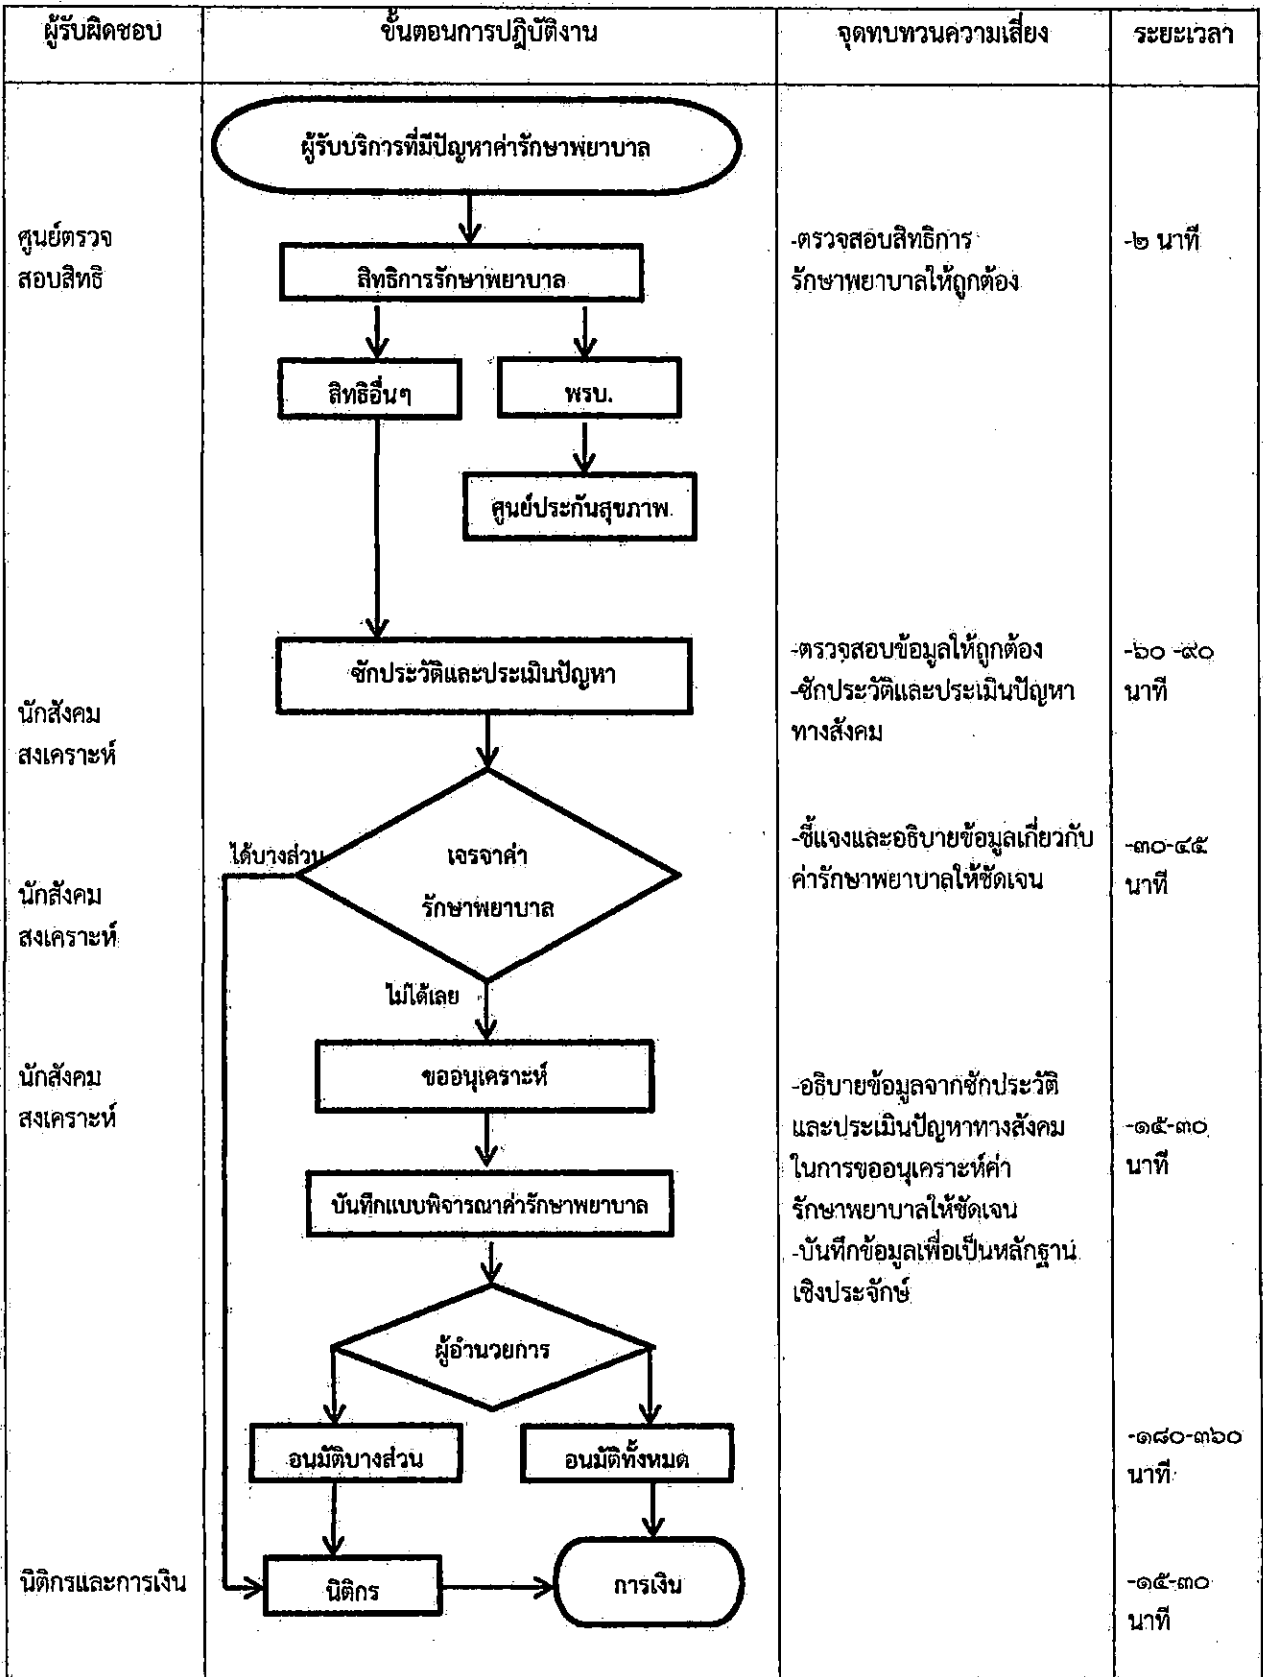 ผู้รับผิดชอบ
ขั้นตอนการปฏิบัติงาน
จุดทบทวนความเสี่ยง
ระยะเวลา
ผู้รับบริการที่มีปัญหาค่ารักษาพยาบาล
ศูนย์ตรวจ
สอบสิทธิ
สิทธิการรักษาพยาบาล
-ตรวจสอบสิทธิการ
รักษาพยาบาลให้ถูกต้อง
-๒ นาที
สิทธิอื่นๆ
พรบ.
ศูนย์ประกันสุขภาพ
ซักประวัติและประเมินปัญหา
-ตรวจสอบข้อมูลให้ถูกต้อง
-ซักประวัติและประเมินปัญหา
ทางสังคม
-๖๐ -๙๐
นาที
นักสังคม
สงเคราะห์
ได้บางส่วน
เจรจาค่า
รักษาพยาบาล
-ชี้แจงและอธิบายข้อมูลเกี่ยวกับ
ค่ารักษาพยาบาลให้ชัดเจน
-๓๐-๔๕
นาที
นักสังคม
สงเคราะห์
ไม่ได้เลย
นักสังคม
สงเคราะห์
ขออนุเคราะห์
-อธิบายข้อมูลจากซักประวัติ
และประเมินปัญหาทางสังคม
ในการขออนุเคราะห์ค่า
รักษาพยาบาลให้ชัดเจน
-บันทึกข้อมูลเพื่อเป็นหลักฐาน
เชิงประจักษ์
-๑๕-๓๐
นาที
บันทึกแบบพิจารณาค่ารักษาพยาบาล
ผู้อำนวยการ
อนมัติบางส่วน
อนมัติทั้งหมด
-๑๘๐-๓๖๐
นาที
นิติกรและการเงิน
นิติกร
การเงิน
-๑๕-๓๐
นาที